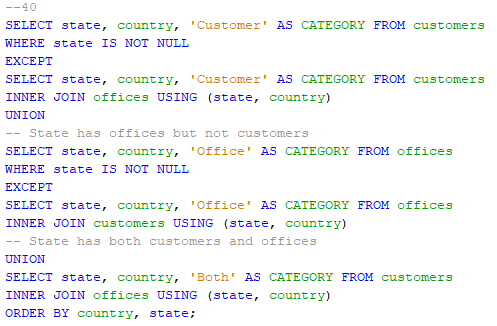 --40
SELECT state, country, 'Customer' AS CATEGORY FROM customers
WHERE state IS NOT NULL
EXCEPT
SELECT state, country, 'Customer' AS CATEGORY FROM customers
INNER JOIN offices USING (state, country)
UNION
-- State has offices but not customers
SELECT state, country, 'Office' AS CATEGORY FROM offices
WHERE state IS NOT NULL
EXCEPT
SELECT state, country, 'Office' AS CATEGORY FROM offices
INNER JOIN customers USING (state, country)
-- State has both customers and offices
UNION
SELECT state, country, 'Both' AS CATEGORY FROM customers
INNER JOIN offices USING (state, country)
ORDER BY country, state;